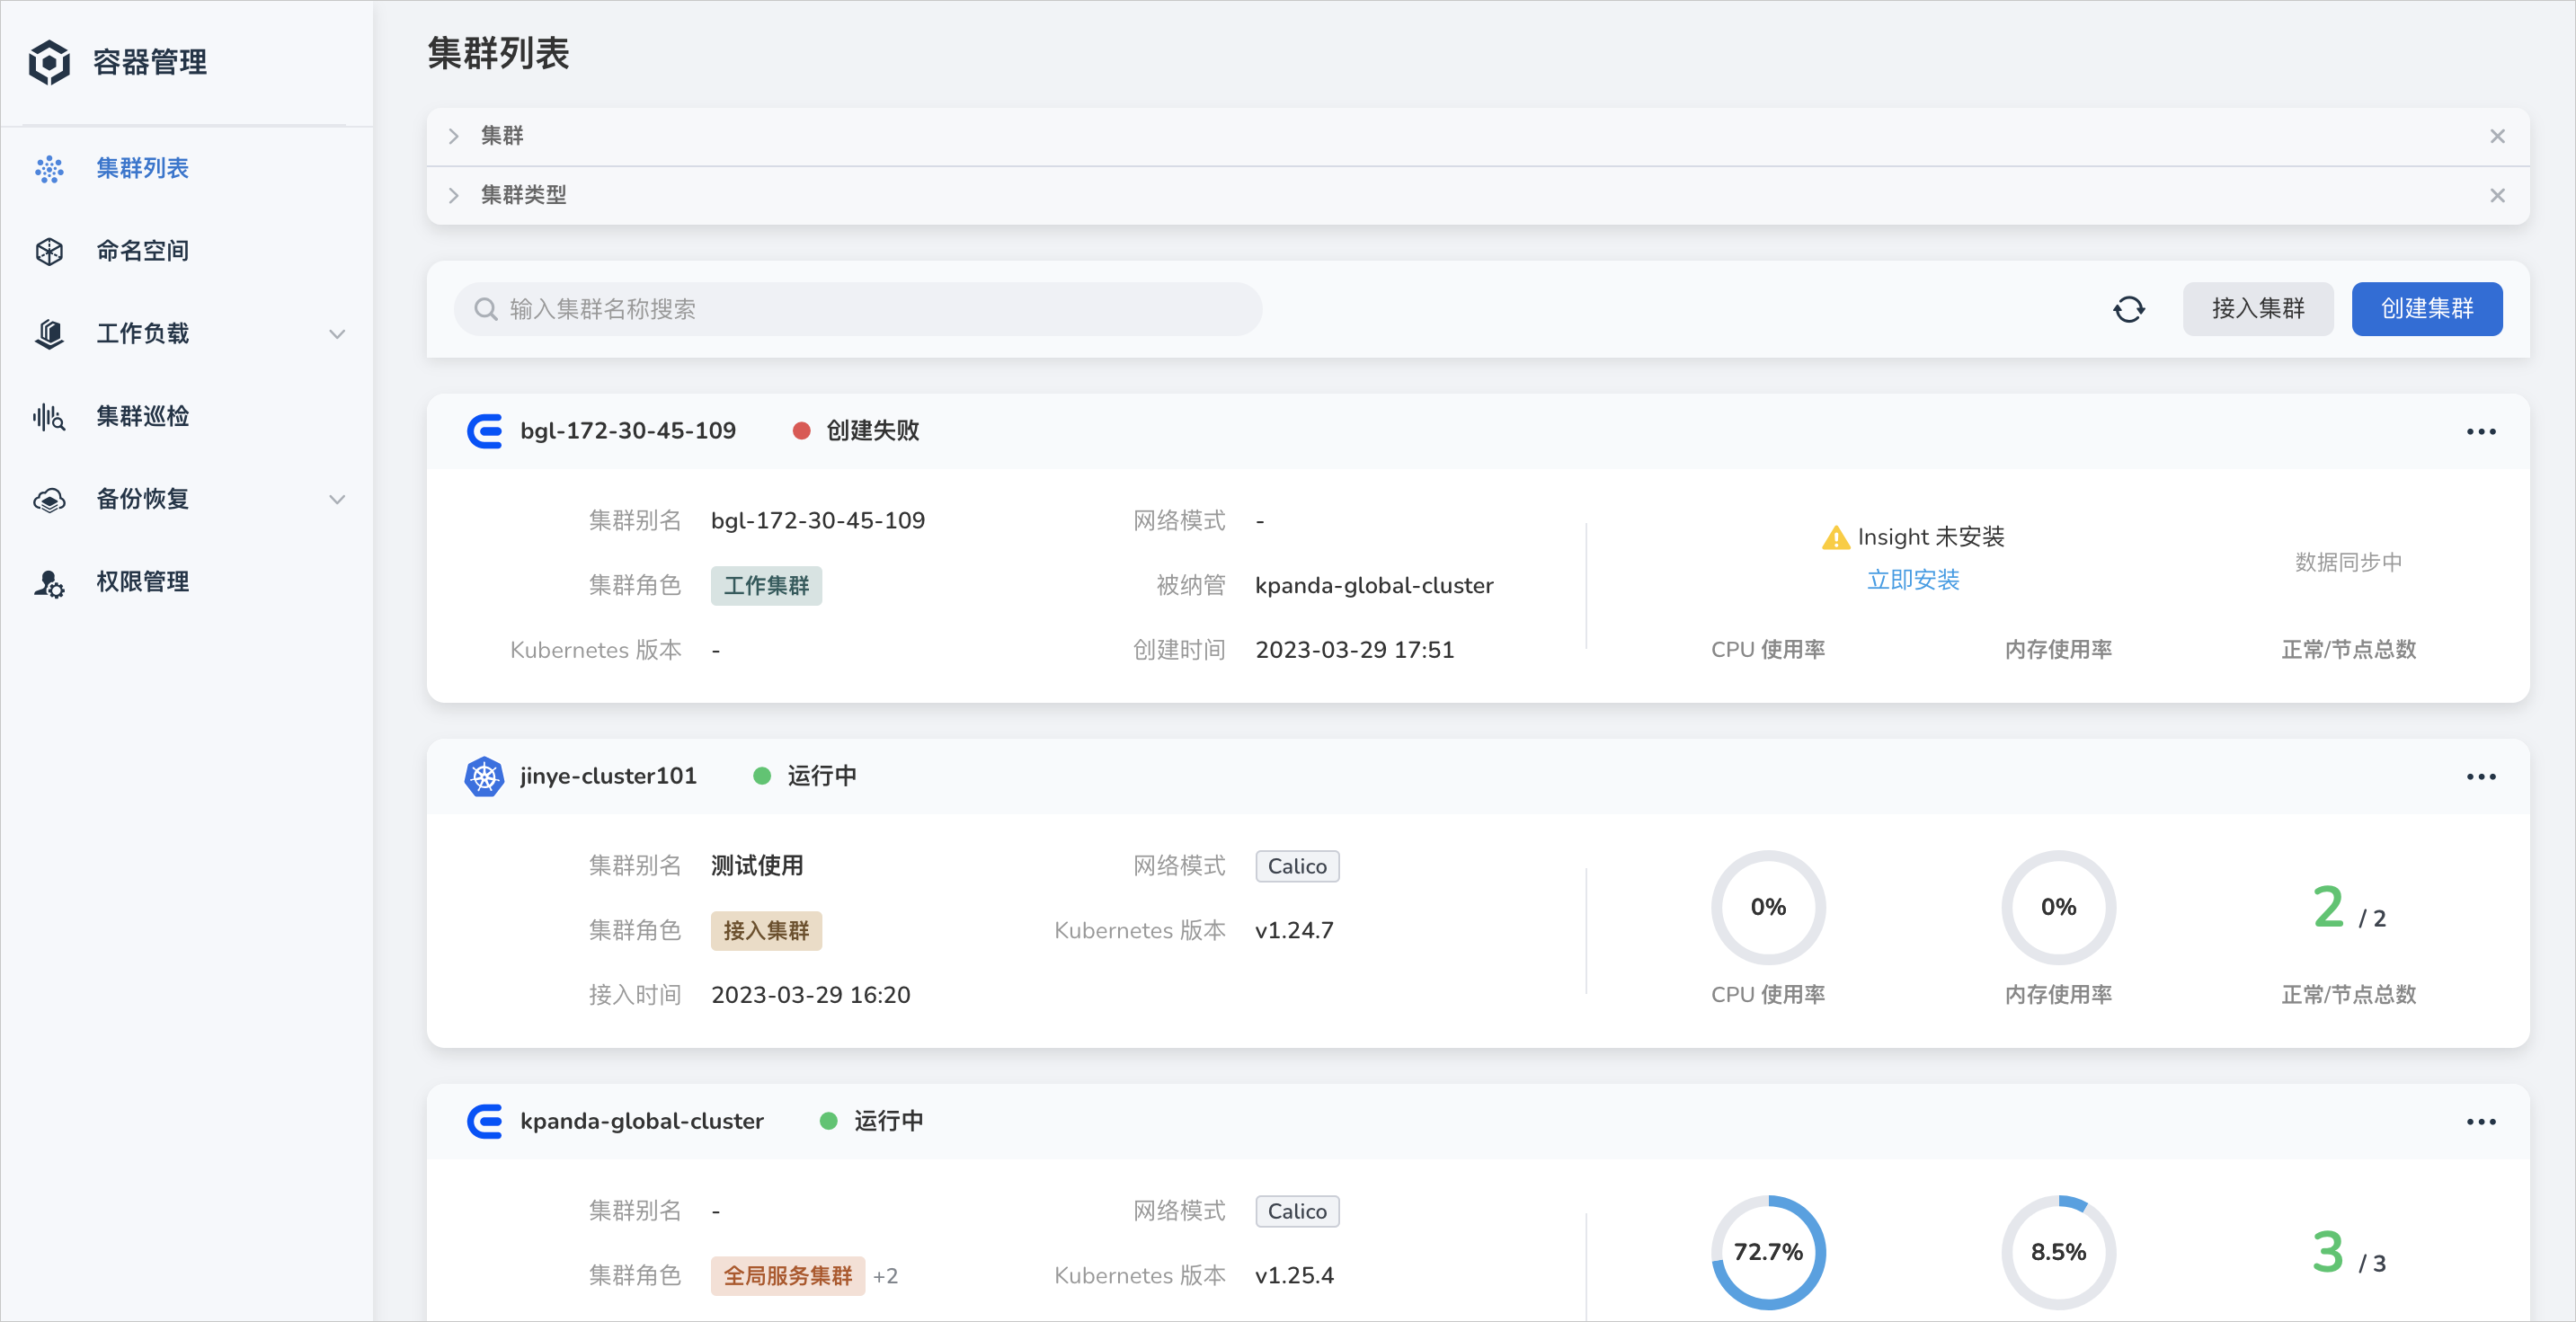 容器管理
集群列表
命名空间
工作负载
集群巡检
备份恢复
权限管理
集群列表
集群
集群类型
输入集群名称搜索
接入集群
创建集群
bgl-172-30-45-109
创建失败
集群别名 bgl-172-30-45-109
网络模式 -
集群角色 工作集群
被纳管 kpanda-global-cluster
Kubernetes 版本 -
创建时间 2023-03-29 17:51
Insight 未安装
立即安装
数据同步中
CPU 使用率
内存使用率
正常/节点总数
jinye-cluster101
运行中
集群别名 测试使用
网络模式 Calico
集群角色 接入集群
Kubernetes 版本 v1.24.7
接入时间 2023-03-29 16:20
0%
0%
2 / 2
CPU 使用率
内存使用率
正常/节点总数
kpanda-global-cluster
运行中
集群别名 -
网络模式 Calico
集群角色 全局服务集群 +2
Kubernetes 版本 v1.25.4
72.7%
8.5%
3 / 3